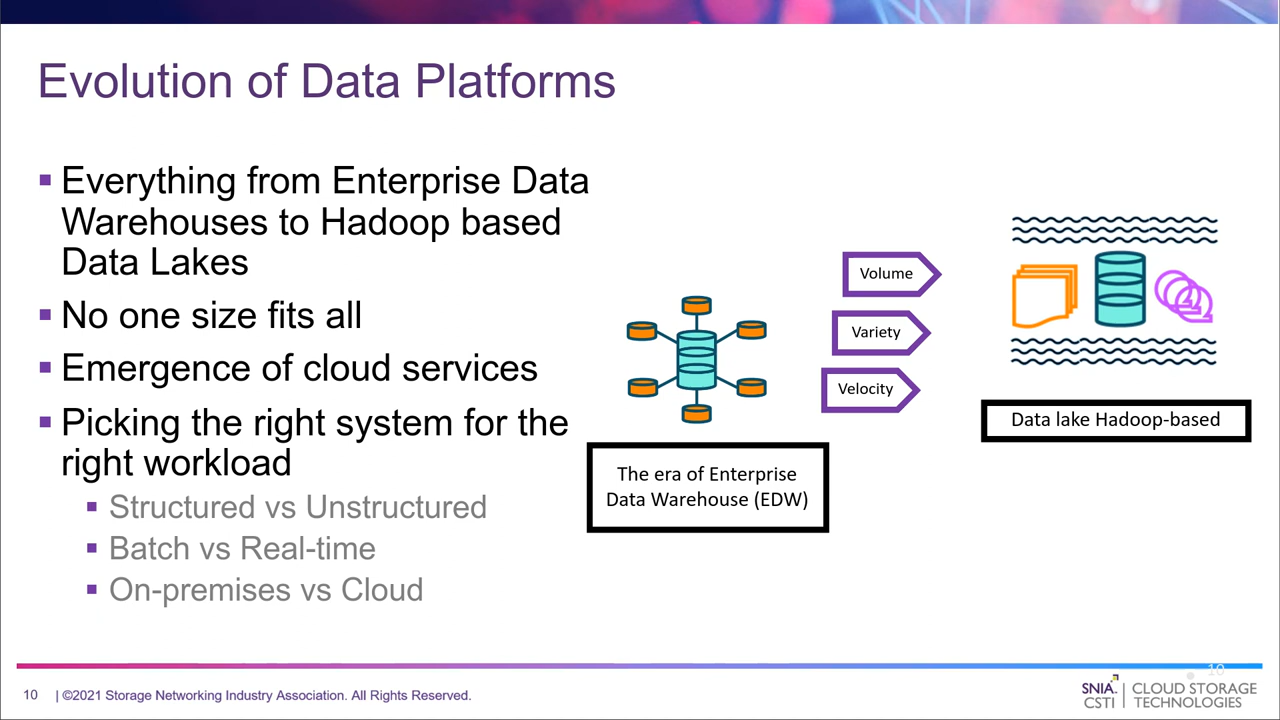 Evolution of Data Platforms
Everything from Enterprise Data
Warehouses to Hadoop based
Data Lakes
No one size fits all
Emergence of cloud services
Picking the right system for the
right workload
Structured vs Unstructured
Batch vs Real-time
On-premises vs Cloud
The era of Enterprise
Data Warehouse (EDW)
Volume
Variety
Velocity
Data lake Hadoop-based
10
10 | ©2021 Storage Networking Industry Association. All Rights Reserved.
SNIA. | CLOUD STORAGE
CSTI | TECHNOLOGIES